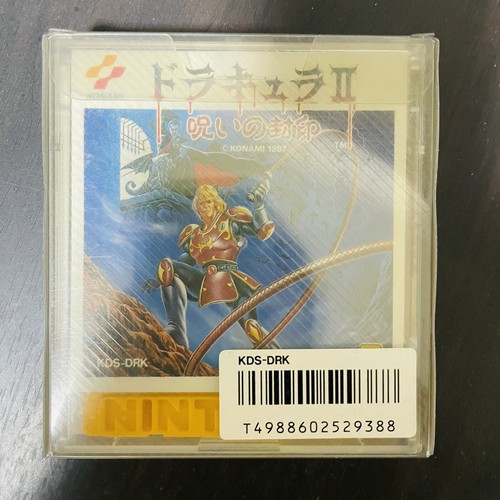 KONAMI
ドラキュラII
呪いの封印
© KONAMI 1987
TM
KDS-DRK
KDS-DRK
T4988602529388
NINT